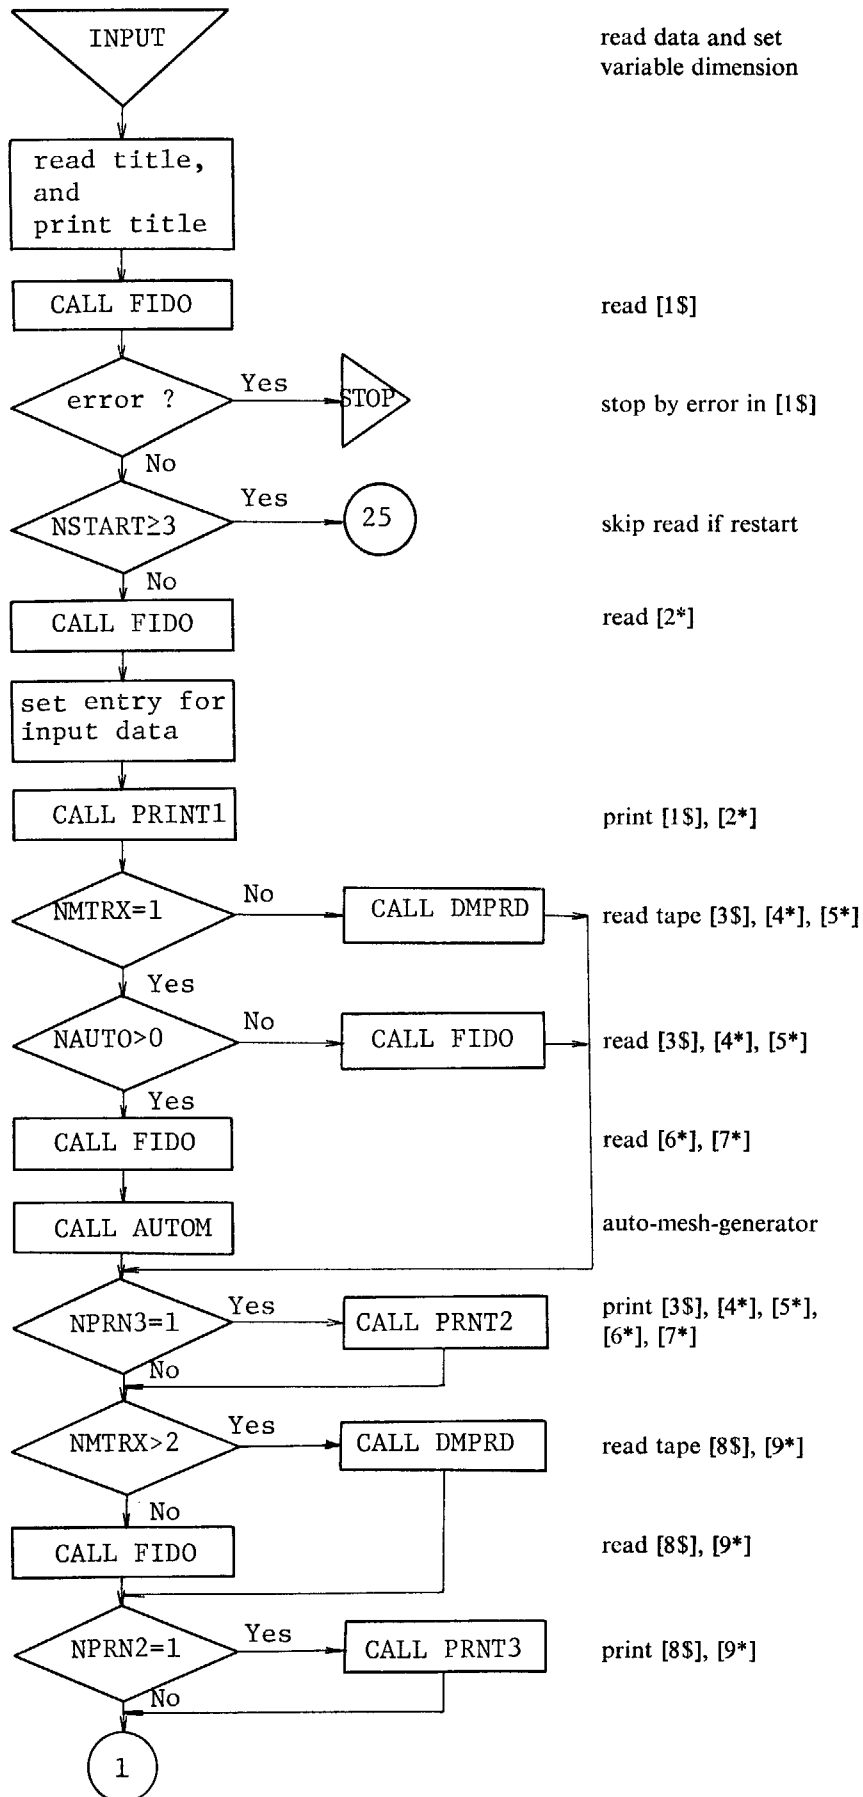 INPUT
read data and set
variable dimension
read title,
and
print title
CALL FIDO
read [1$]
error ?
Yes
STOP
stop by error in [1$]
No
NSTART≥3
Yes
25
skip read if restart
No
CALL FIDO
read [2*]
set entry for
input data
CALL PRINT1
print [1$], [2*]
NMTRX=1
No
CALL DMPRD
read tape [3$], [4*], [5*]
Yes
NAUTO>0
No
CALL FIDO
read [3$], [4*], [5*]
Yes
CALL FIDO
read [6*], [7*]
CALL AUTOM
auto-mesh-generator
NPRN3=1
Yes
CALL PRNT2
print [3$], [4*], [5*],
[6*], [7*]
No
NMTRX>2
Yes
CALL DMPRD
read tape [8$], [9*]
No
CALL FIDO
read [8$], [9*]
NPRN2=1
Yes
CALL PRNT3
print [8$], [9*]
No
1